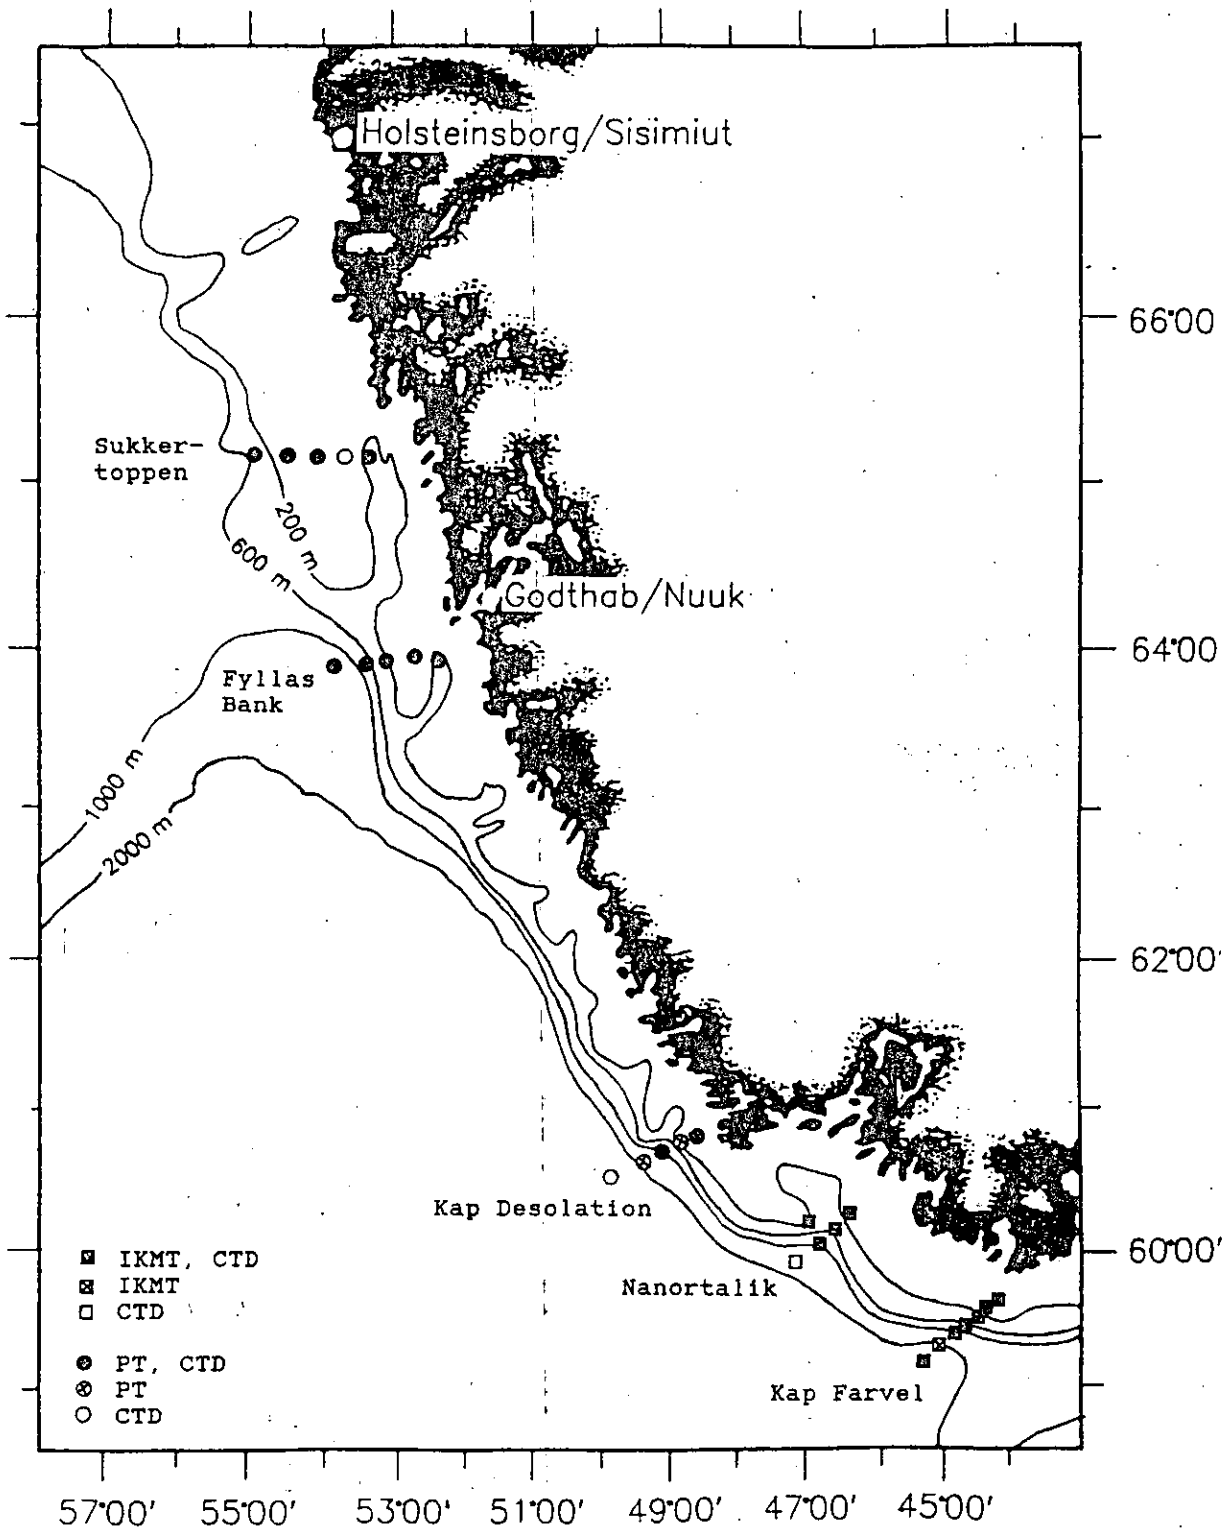 Holsteinsborg/Sisimiut
66°00
Sukker-
toppen
200 m
600 m
Godthab/Nuuk
64°00
Fyllas
Bank
1000 m
2000 m
62°00'
Kap Desolation
60°00'
IKMT, CTD
IKMT
CTD
Nanortalik
PT, CTD
PT
CTD
Kap Farvel
57°00'
55°00'
53°00'
51°00'
49°00'
47°00'
45°00'